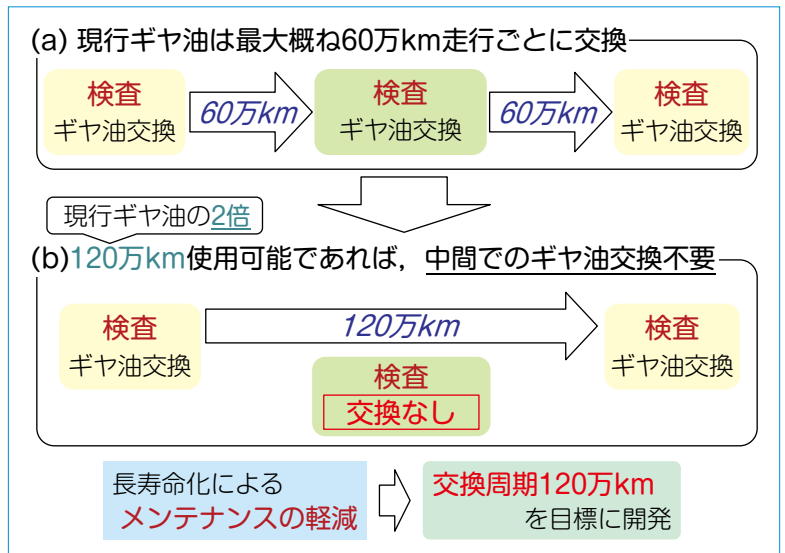 (a) 現行ギヤ油は最大概ね60万km走行ごとに交換
検査
ギヤ油交換
60万km
検査
ギヤ油交換
60万km
検査
ギヤ油交換
現行ギヤ油の2倍
(b)120万km使用可能であれば，中間でのギヤ油交換不要
検査
ギヤ油交換
120万km
検査
交換なし
検査
ギヤ油交換
長寿命化による
メンテナンスの軽減
交換周期120万km
を目標に開発